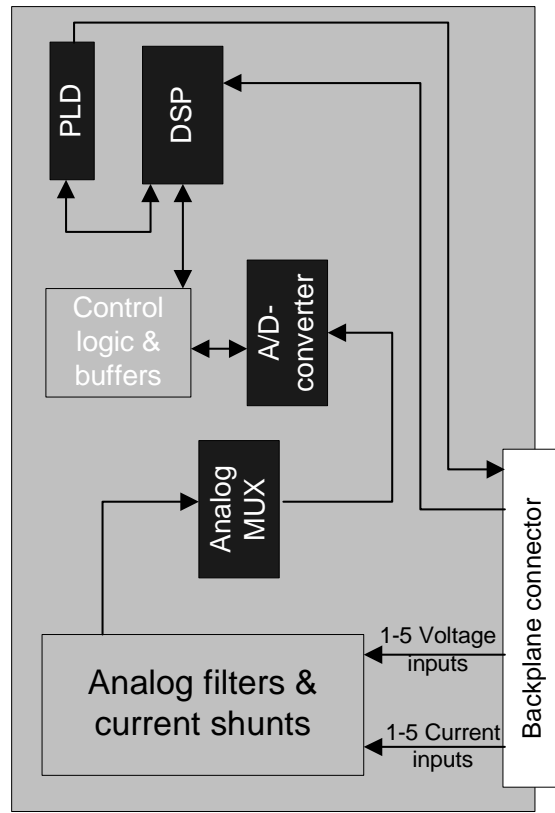 PLD
DSP
Control
logic &
buffers
A/D-
converter
Analog
MUX
Analog filters &
current shunts
1-5 Voltage
inputs
1-5 Current
inputs
Backplane connector